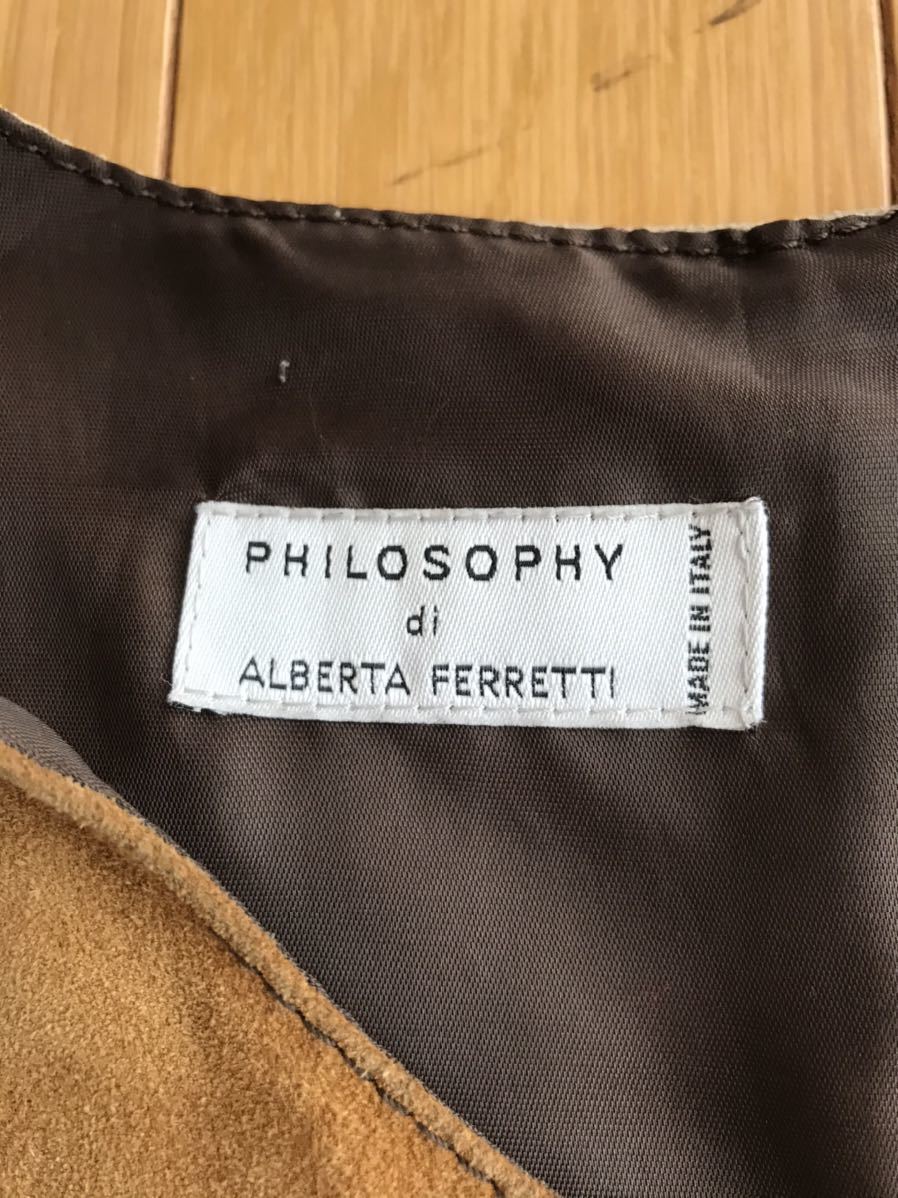 PHILOSOPHY
di
ALBERTA FERRETTI
MADE IN ITALY